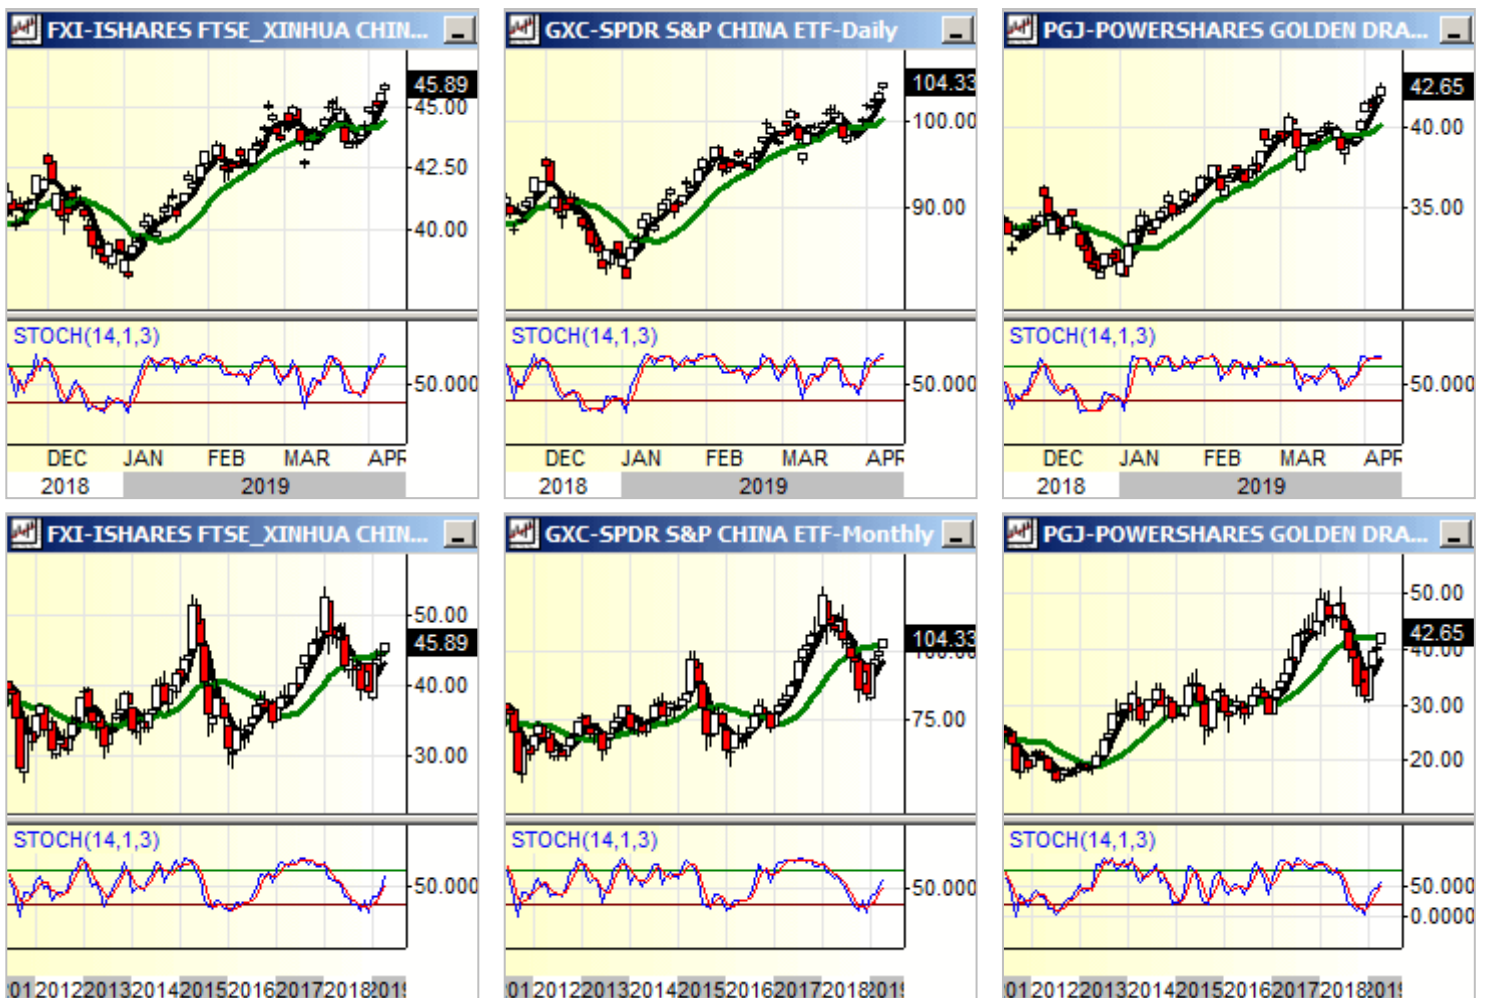 FXI-ISHARES FTSE_XINHUA CHIN...
45.89
45.00
42.50
40.00
STOCH(14,1,3)
50.000
DEC JAN FEB MAR APR
2018 2019
GXC-SPDR S&P CHINA ETF-Daily
104.33
100.00
90.00
STOCH(14,1,3)
50.000
DEC JAN FEB MAR APR
2018 2019
PGJ-POWERSHARES GOLDEN DRA...
42.65
40.00
35.00
STOCH(14,1,3)
50.000
DEC JAN FEB MAR APR
2018 2019
FXI-ISHARES FTSE_XINHUA CHIN...
50.00
45.89
40.00
30.00
STOCH(14,1,3)
50.000
2012 2013 2014 2015 2016 2017 2018 2019
GXC-SPDR S&P CHINA ETF-Monthly
104.33
100.00
75.00
STOCH(14,1,3)
50.000
2012 2013 2014 2015 2016 2017 2018 2019
PGJ-POWERSHARES GOLDEN DRA...
50.00
42.65
40.00
30.00
20.00
STOCH(14,1,3)
50.000
0.0000
2012 2013 2014 2015 2016 2017 2018 2019